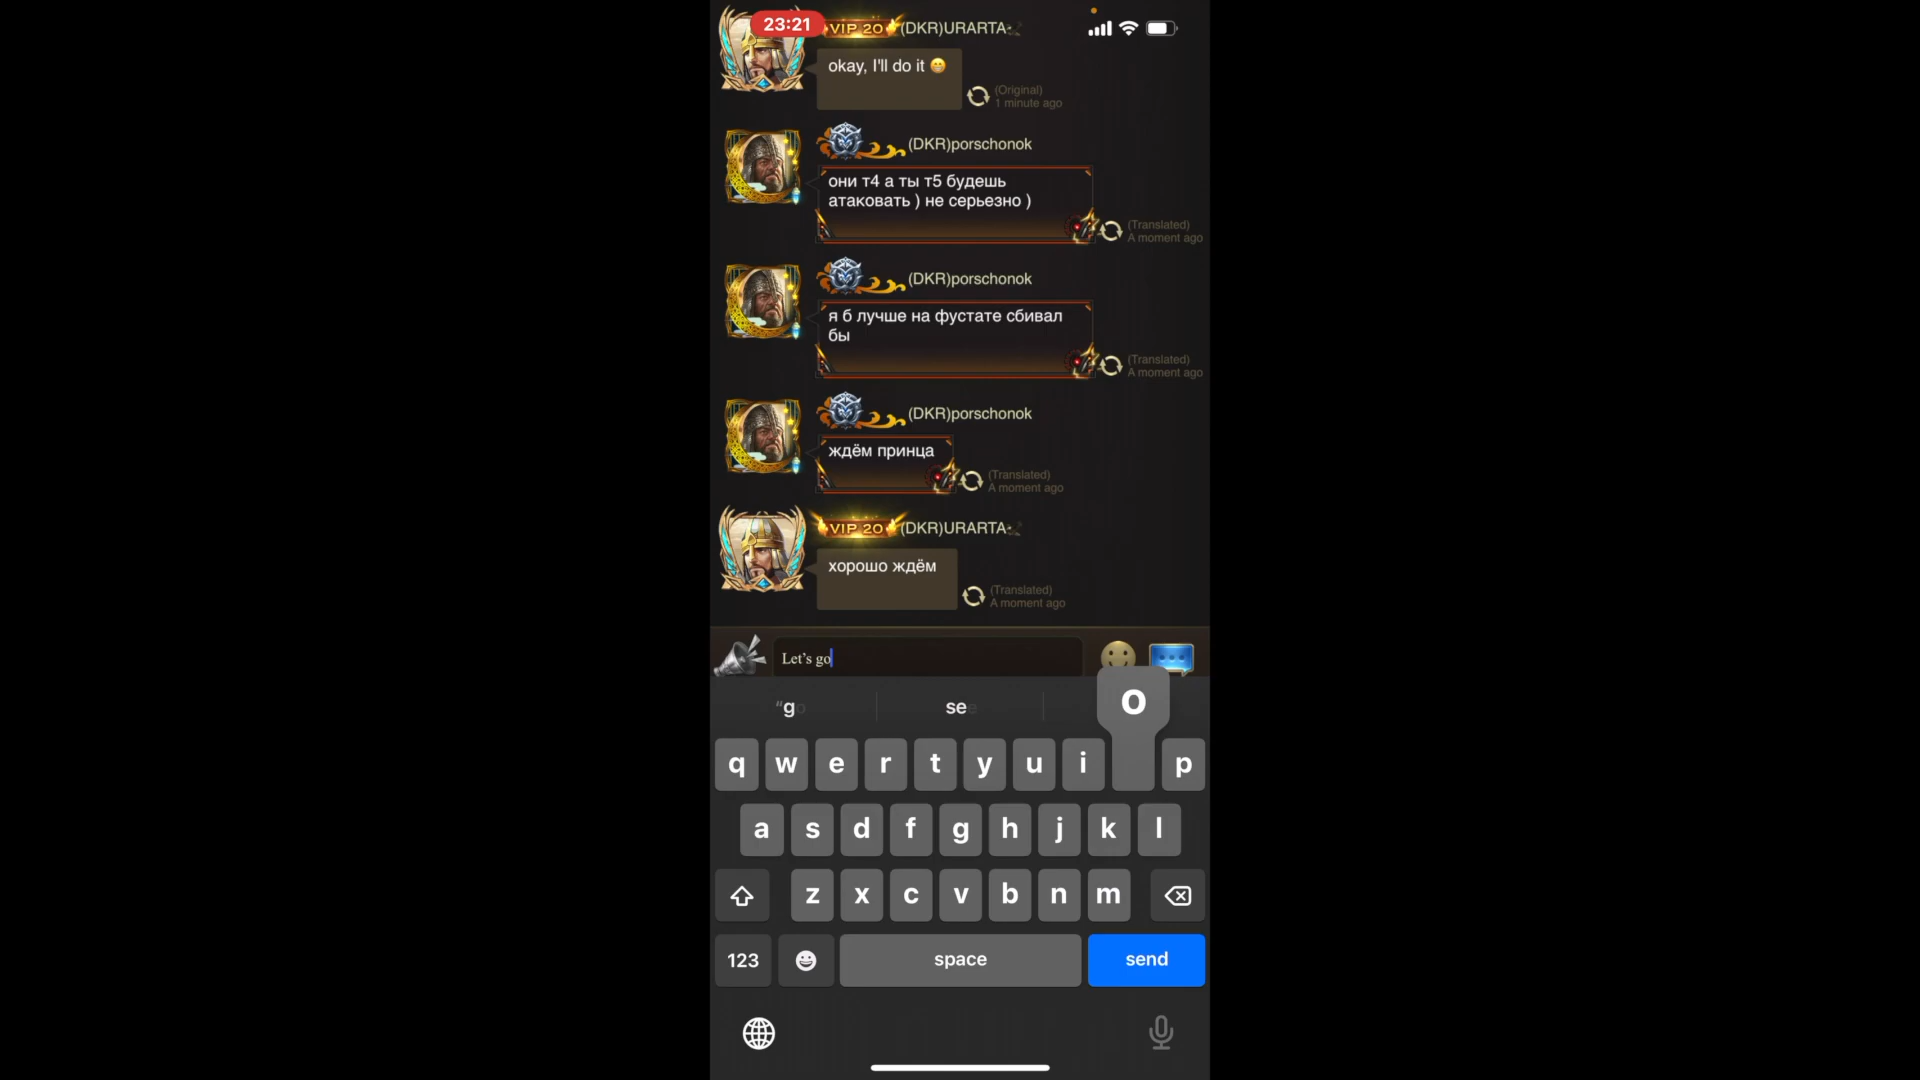 23:21
VIP 20 (DKR)URARTA
okay, I'll do it 😁
(Original)
1 minute ago
(DKR)porschonok
они т4 а ты т5 будешь
атаковать ) не серьезно )
(Translated)
A moment ago
(DKR)porschonok
я б лучше на фустате сбивал
бы
(Translated)
A moment ago
(DKR)porschonok
ждём принца
(Translated)
A moment ago
VIP 20 (DKR)URARTA
хорошо ждём
(Translated)
A moment ago
Let’s go
“go
see
o
q w e r t y u i p
a s d f g h j k l
z x c v b n m
123 space send